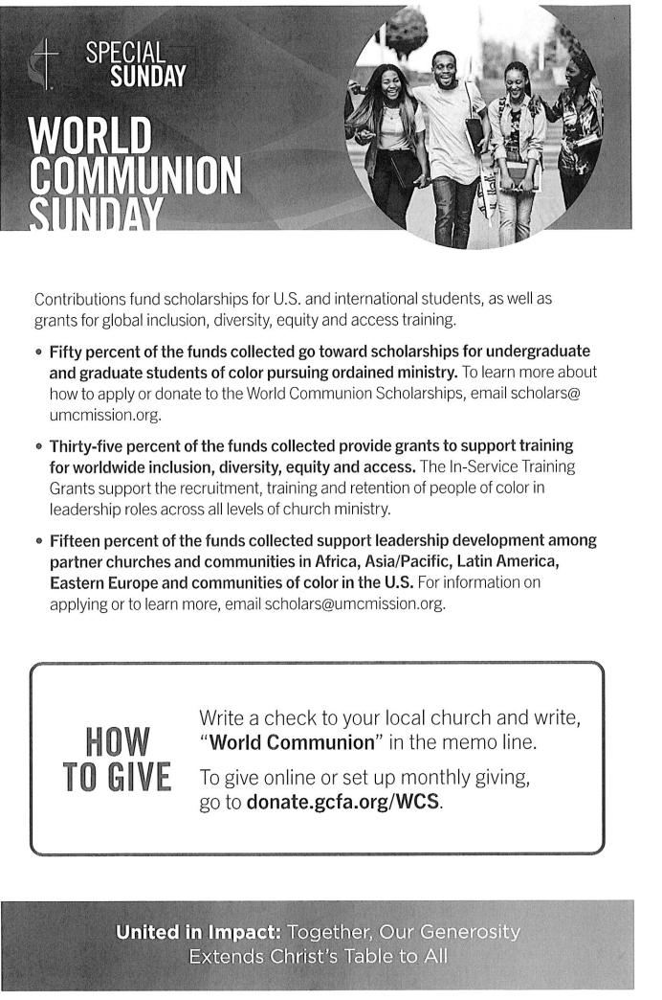 SPECIAL
SUNDAY
WORLD
COMMUNION
SUNDAY
Contributions fund scholarships for U.S. and international students, as well as
grants for global inclusion, diversity, equity and access training.
• Fifty percent of the funds collected go toward scholarships for undergraduate
and graduate students of color pursuing ordained ministry. To learn more about
how to apply or donate to the World Communion Scholarships, email scholars@
umcmission.org.
• Thirty-five percent of the funds collected provide grants to support training
for worldwide inclusion, diversity, equity and access. The In-Service Training
Grants support the recruitment, training and retention of people of color in
leadership roles across all levels of church ministry.
• Fifteen percent of the funds collected support leadership development among
partner churches and communities in Africa, Asia/Pacific, Latin America,
Eastern Europe and communities of color in the U.S. For information on
applying or to learn more, email scholars@umcmission.org.
HOW
TO GIVE
Write a check to your local church and write,
“World Communion” in the memo line.
To give online or set up monthly giving,
go to donate.gcfa.org/WCS.
United in Impact: Together, Our Generosity
Extends Christ’s Table to All